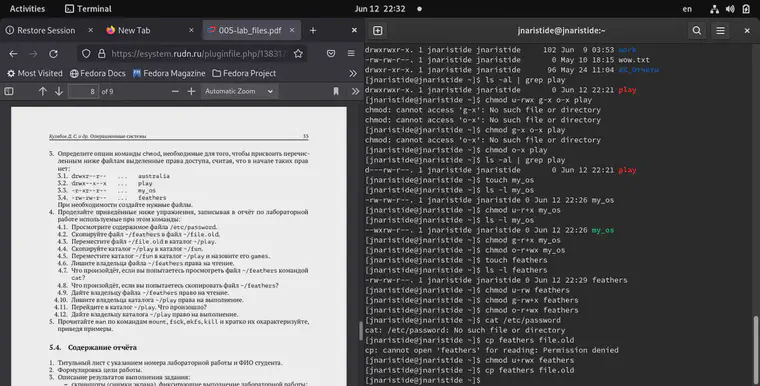 Activities
Terminal
Jun 12 22:32
en
Restore Session
New Tab
005-lab_files.pdf
https://esystem.rudn.ru/pluginfile.php/13831
Most Visited
Fedora Docs
Fedora Magazine
Fedora Project
8 of 9
Automatic Zoom
Кулябов Д. С. и др. Операционные системы 53
3. Определите опции команды chmod, необходимые для того, чтобы присвоить перечис-
ленным ниже файлам выделенные права доступа, считая, что в начале таких прав
нет:
3.1. drwxr--r-- ... australia
3.2. drwx--x--x ... play
3.3. -r-xr--r-- ... my_os
3.4. -rw-rw-r-- ... feathers
При необходимости создайте нужные файлы.
4. Проделайте приведённые ниже упражнения, записывая в отчёт по лабораторной
работе используемые при этом команды:
4.1. Просмотрите содержимое файла /etc/password.
4.2. Скопируйте файл ~/feathers в файл ~/file.old.
4.3. Переместите файл ~/file.old в каталог ~/play.
4.4. Скопируйте каталог ~/play в каталог ~/fun.
4.5. Переместите каталог ~/fun в каталог ~/play и назовите его games.
4.6. Лишите владельца файла ~/feathers права на чтение.
4.7. Что произойдёт, если вы попытаетесь просмотреть файл ~/feathers командой
cat?
4.8. Что произойдёт, если вы попытаетесь скопировать файл ~/feathers?
4.9. Дайте владельцу файла ~/feathers право на чтение.
4.10. Лишите владельца каталога ~/play права на выполнение.
4.11. Перейдите в каталог ~/play. Что произошло?
4.12. Дайте владельцу каталога ~/play право на выполнение.
5. Прочитайте man по командам mount, fsck, mkfs, kill и кратко их охарактеризуйте,
приведя примеры.
5.4. Содержание отчёта
1. Титульный лист с указанием номера лабораторной работы и ФИО студента.
2. Формулировка цели работы.
3. Описание результатов выполнения задания:
– скриншоты (снимки экрана), фиксирующие выполнение лабораторной работы;
jnaristide@jnaristide:~
drwxrwxr-x. 1 jnaristide jnaristide 102 Jun 9 03:53 work
-rw-rw-r--. 1 jnaristide jnaristide 0 May 10 18:15 wow.txt
drwxrwxr-x. 1 jnaristide jnaristide 96 May 24 11:04
[jnaristide@jnaristide ~]$ ls -al | grep play
drwxrwxr-x. 1 jnaristide jnaristide 0 Jun 12 22:21 play
[jnaristide@jnaristide ~]$ chmod u-rwx g-x o-x play
chmod: cannot access 'g-x': No such file or directory
chmod: cannot access 'o-x': No such file or directory
[jnaristide@jnaristide ~]$ chmod g-x o-x play
chmod: cannot access 'o-x': No such file or directory
[jnaristide@jnaristide ~]$ chmod o-x play
[jnaristide@jnaristide ~]$ ls -al | grep play
d---rw-r--. 1 jnaristide jnaristide 0 Jun 12 22:21 play
[jnaristide@jnaristide ~]$ touch my_os
[jnaristide@jnaristide ~]$ ls -l my_os
-rw-rw-r--. 1 jnaristide jnaristide 0 Jun 12 22:26 my_os
[jnaristide@jnaristide ~]$ chmod u-r+x my_os
[jnaristide@jnaristide ~]$ ls -l my_os
--wxrw-r--. 1 jnaristide jnaristide 0 Jun 12 22:26 my_os
[jnaristide@jnaristide ~]$ chmod g-r+x my_os
[jnaristide@jnaristide ~]$ chmod o-r+wx my_os
[jnaristide@jnaristide ~]$ touch feathers
[jnaristide@jnaristide ~]$ ls -l feathers
-rw-rw-r--. 1 jnaristide jnaristide 0 Jun 12 22:29 feathers
[jnaristide@jnaristide ~]$ chmod u-rw feathers
[jnaristide@jnaristide ~]$ chmod g-rw+x feathers
[jnaristide@jnaristide ~]$ chmod o-r+wx feathers
[jnaristide@jnaristide ~]$ cat /etc/password
cat: /etc/password: No such file or directory
[jnaristide@jnaristide ~]$ cp feathers file.old
cp: cannot open 'feathers' for reading: Permission denied
[jnaristide@jnaristide ~]$ chmod u+rwx feathers
[jnaristide@jnaristide ~]$ cp feathers file.old
[jnaristide@jnaristide ~]$